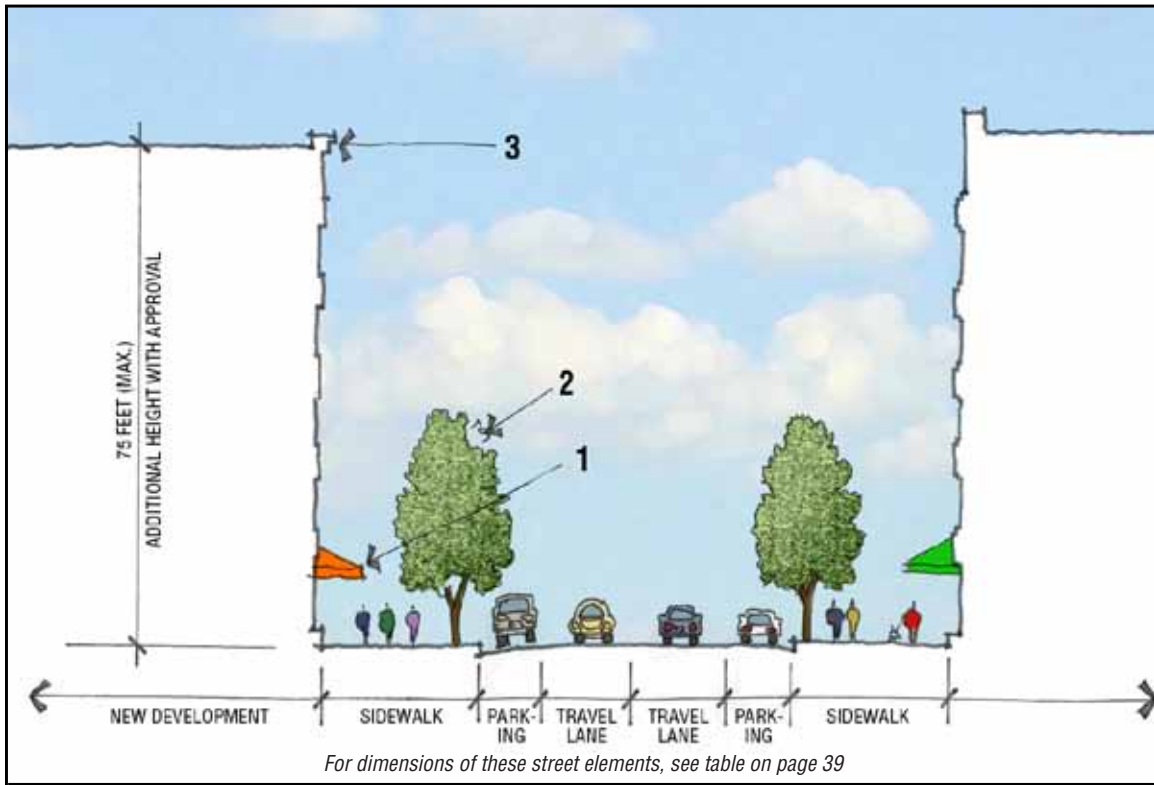 3
2
1
75 FEET (MAX.)
ADDITIONAL HEIGHT WITH APPROVAL
NEW DEVELOPMENT
SIDEWALK
PARK-
ING
TRAVEL
LANE
TRAVEL
LANE
PARK-
ING
SIDEWALK
For dimensions of these street elements, see table on page 39